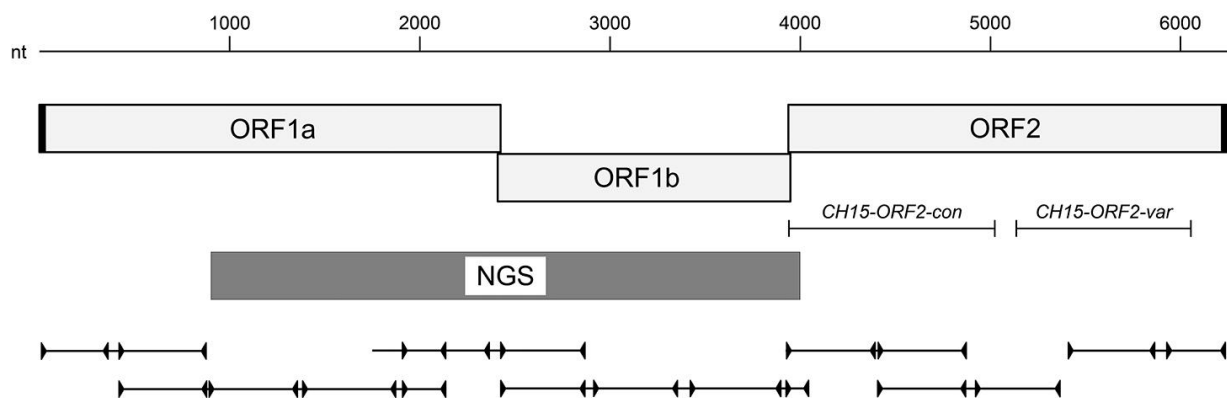 1000 2000 3000 4000 5000 6000
nt
ORF1a ORF2
ORF1b
CH15-ORF2-con CH15-ORF2-var
NGS